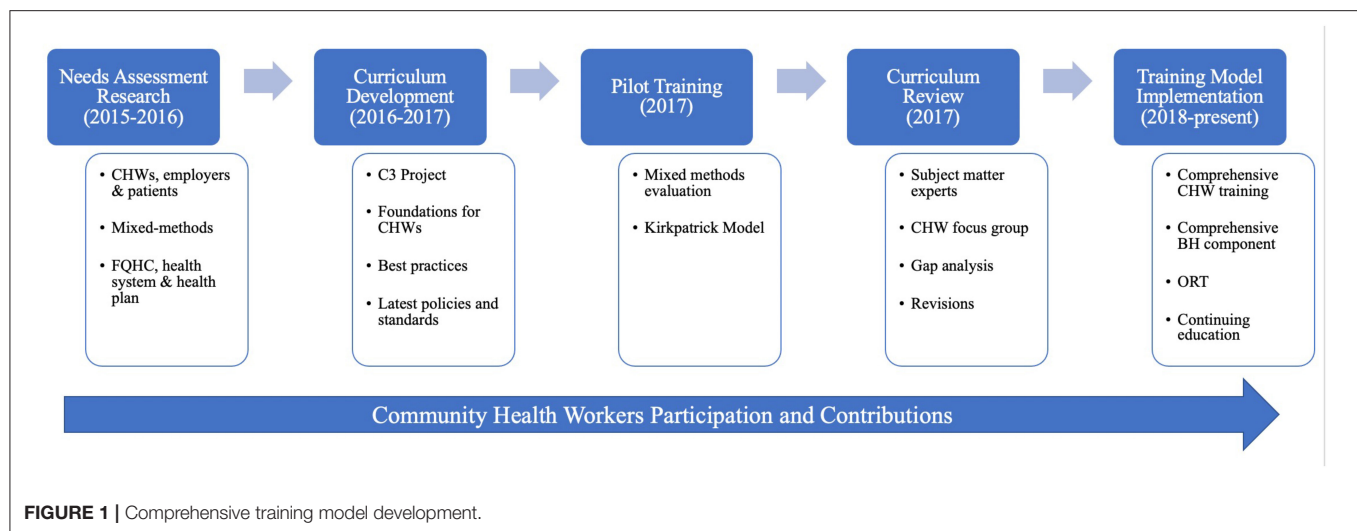 Needs Assessment
Research
(2015-2016)
• CHWs, employers
& patients
• Mixed-methods
• FQHC, health
system & health
plan
Curriculum
Development
(2016-2017)
• C3 Project
• Foundations for
CHWs
• Best practices
• Latest policies and
standards
Pilot Training
(2017)
• Mixed methods
evaluation
• Kirkpatrick Model
Curriculum
Review
(2017)
• Subject matter
experts
• CHW focus group
• Gap analysis
• Revisions
Training Model
Implementation
(2018-present)
• Comprehensive
CHW training
• Comprehensive
BH component
• ORT
• Continuing
education
Community Health Workers Participation and Contributions
FIGURE 1 | Comprehensive training model development.